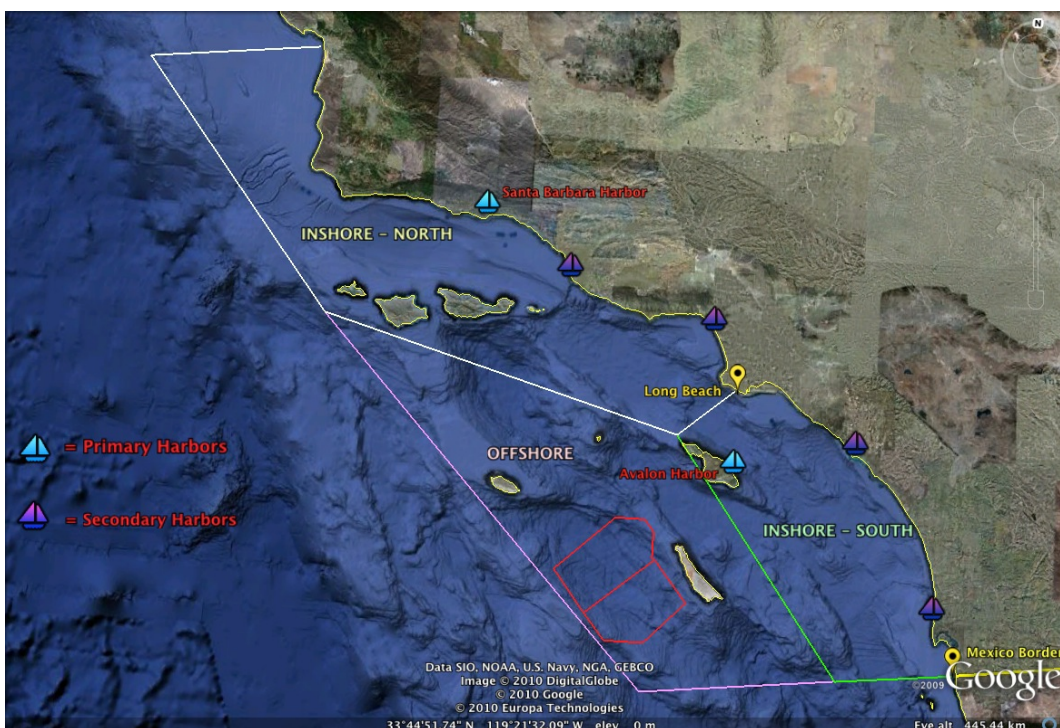 N
Santa Barbara Harbor
INSHORE – NORTH
Long Beach
= Primary Harbors
OFFSHORE
Avalon Harbor
= Secondary Harbors
INSHORE – SOUTH
Mexico Border
Data SIO, NOAA, U.S. Navy, NGA, GEBCO
Image © 2010 DigitalGlobe
© 2010 Google
© 2010 Europa Technologies
©2009 Google
33°44'51.74" N 119°21'32.09" W elev 0 m
Eye alt 445.44 km